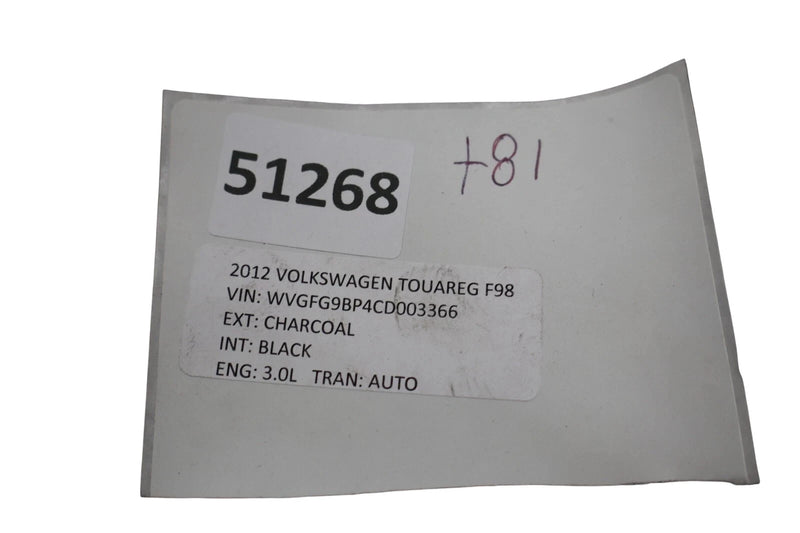 +81
51268
2012 VOLKSWAGEN TOUAREG F98
VIN: WVGFG9BP4CD003366
EXT: CHARCOAL
INT: BLACK
ENG: 3.0L TRAN: AUTO